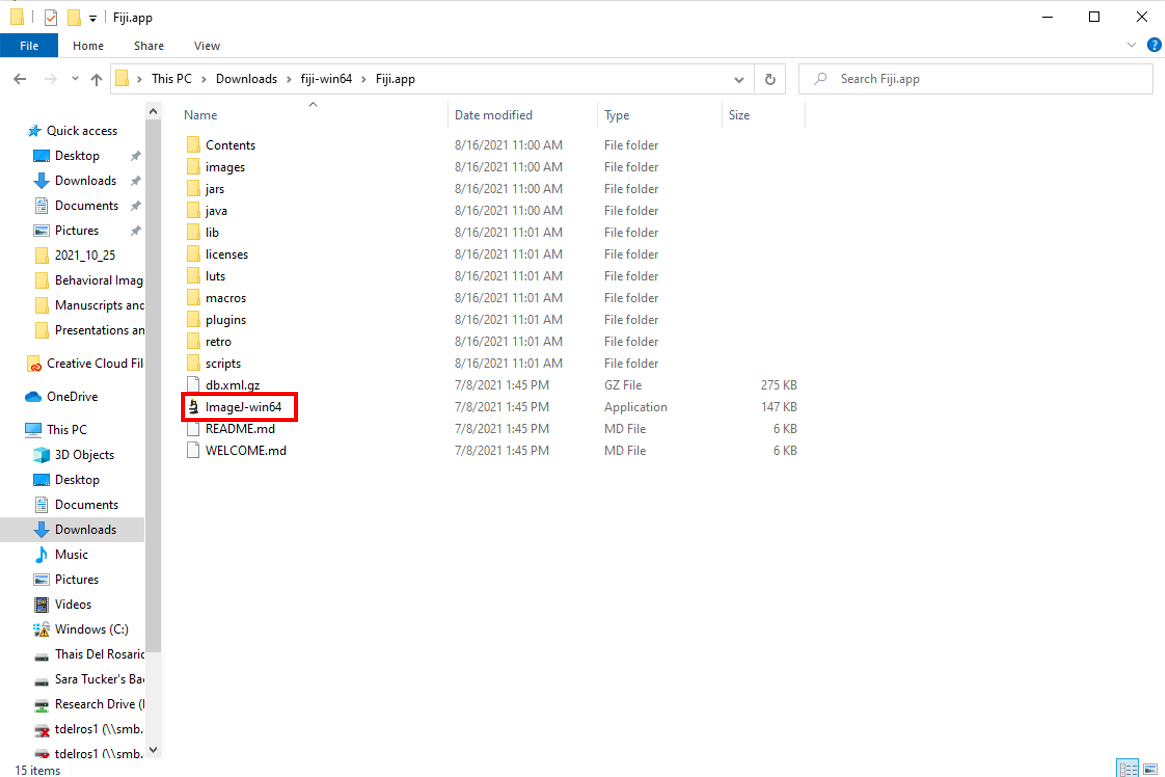 Fiji.app
File Home Share View
This PC Downloads fiji-win64 Fiji.app
Search Fiji.app
Quick access
Desktop
Downloads
Documents
Pictures
2021_10_25
Behavioral Imag
Manuscripts and
Presentations an
Creative Cloud Fil
OneDrive
This PC
3D Objects
Desktop
Documents
Downloads
Music
Pictures
Videos
Windows (C:)
Thais Del Rosario
Sara Tucker's Ba
Research Drive (
tdelros1 (\\smb.
tdelros1 (\\smb.
Name Date modified Type Size
Contents 8/16/2021 11:00 AM File folder
images 8/16/2021 11:00 AM File folder
jars 8/16/2021 11:00 AM File folder
java 8/16/2021 11:00 AM File folder
lib 8/16/2021 11:01 AM File folder
licenses 8/16/2021 11:01 AM File folder
luts 8/16/2021 11:01 AM File folder
macros 8/16/2021 11:01 AM File folder
plugins 8/16/2021 11:01 AM File folder
retro 8/16/2021 11:01 AM File folder
scripts 8/16/2021 11:01 AM File folder
db.xml.gz 7/8/2021 1:45 PM GZ File 275 KB
ImageJ-win64 7/8/2021 1:45 PM Application 147 KB
README.md 7/8/2021 1:45 PM MD File 6 KB
WELCOME.md 7/8/2021 1:45 PM MD File 6 KB
15 items